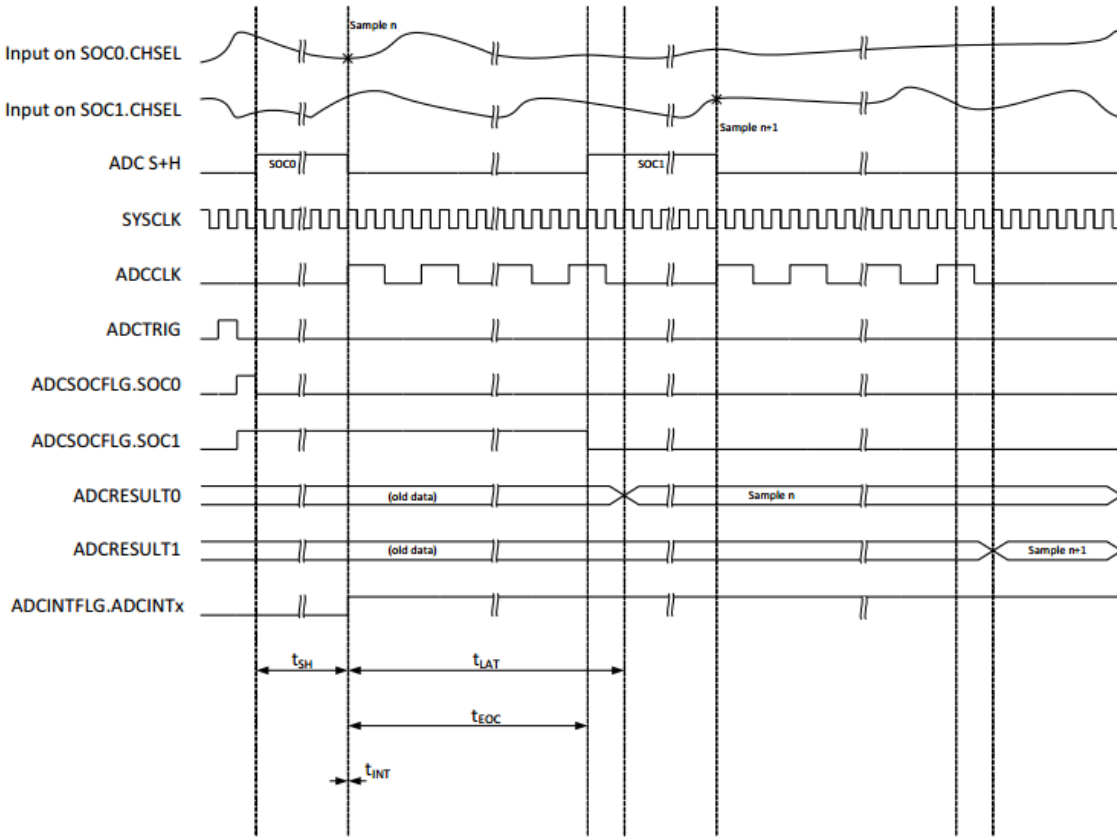 Sample n
Input on SOC0.CHSEL
Input on SOC1.CHSEL
Sample n+1
ADC S+H
SOC0
SOC1
SYSCLK
ADCCLK
ADCTRIG
ADCSOCFLG.SOC0
ADCSOCFLG.SOC1
ADCRESULT0
(old data)
Sample n
ADCRESULT1
(old data)
Sample n+1
ADCINTFLG.ADCINTx
tSH
tLAT
tEOC
tINT